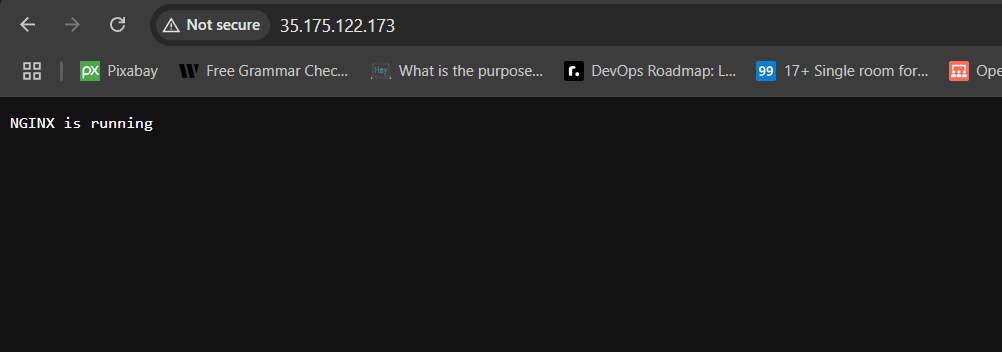 Not secure 35.175.122.173
px Pixabay W Free Grammar Chec... Hey What is the purpose... r. DevOps Roadmap: L... 99 17+ Single room for... Ope
NGINX is running